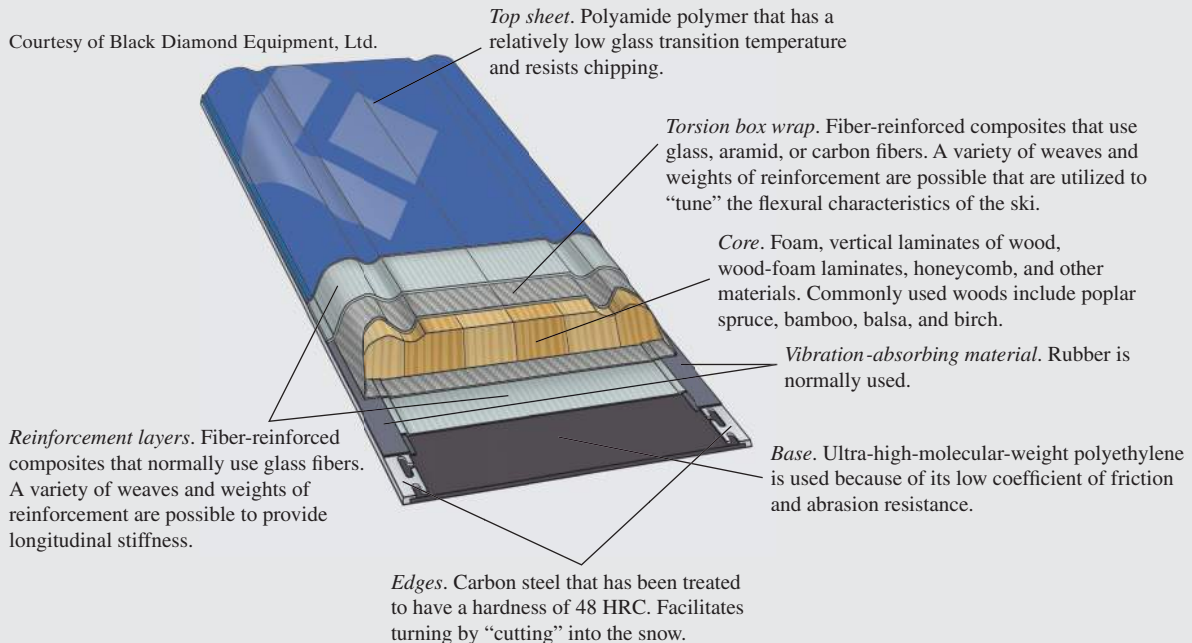 Courtesy of Black Diamond Equipment, Ltd.
Top sheet. Polyamide polymer that has a
relatively low glass transition temperature
and resists chipping.
Torsion box wrap. Fiber-reinforced composites that use
glass, aramid, or carbon fibers. A variety of weaves and
weights of reinforcement are possible that are utilized to
“tune” the flexural characteristics of the ski.
Core. Foam, vertical laminates of wood,
wood-foam laminates, honeycomb, and other
materials. Commonly used woods include poplar
spruce, bamboo, balsa, and birch.
Vibration-absorbing material. Rubber is
normally used.
Reinforcement layers. Fiber-reinforced
composites that normally use glass fibers.
A variety of weaves and weights of
reinforcement are possible to provide
longitudinal stiffness.
Base. Ultra-high-molecular-weight polyethylene
is used because of its low coefficient of friction
and abrasion resistance.
Edges. Carbon steel that has been treated
to have a hardness of 48 HRC. Facilitates
turning by “cutting” into the snow.